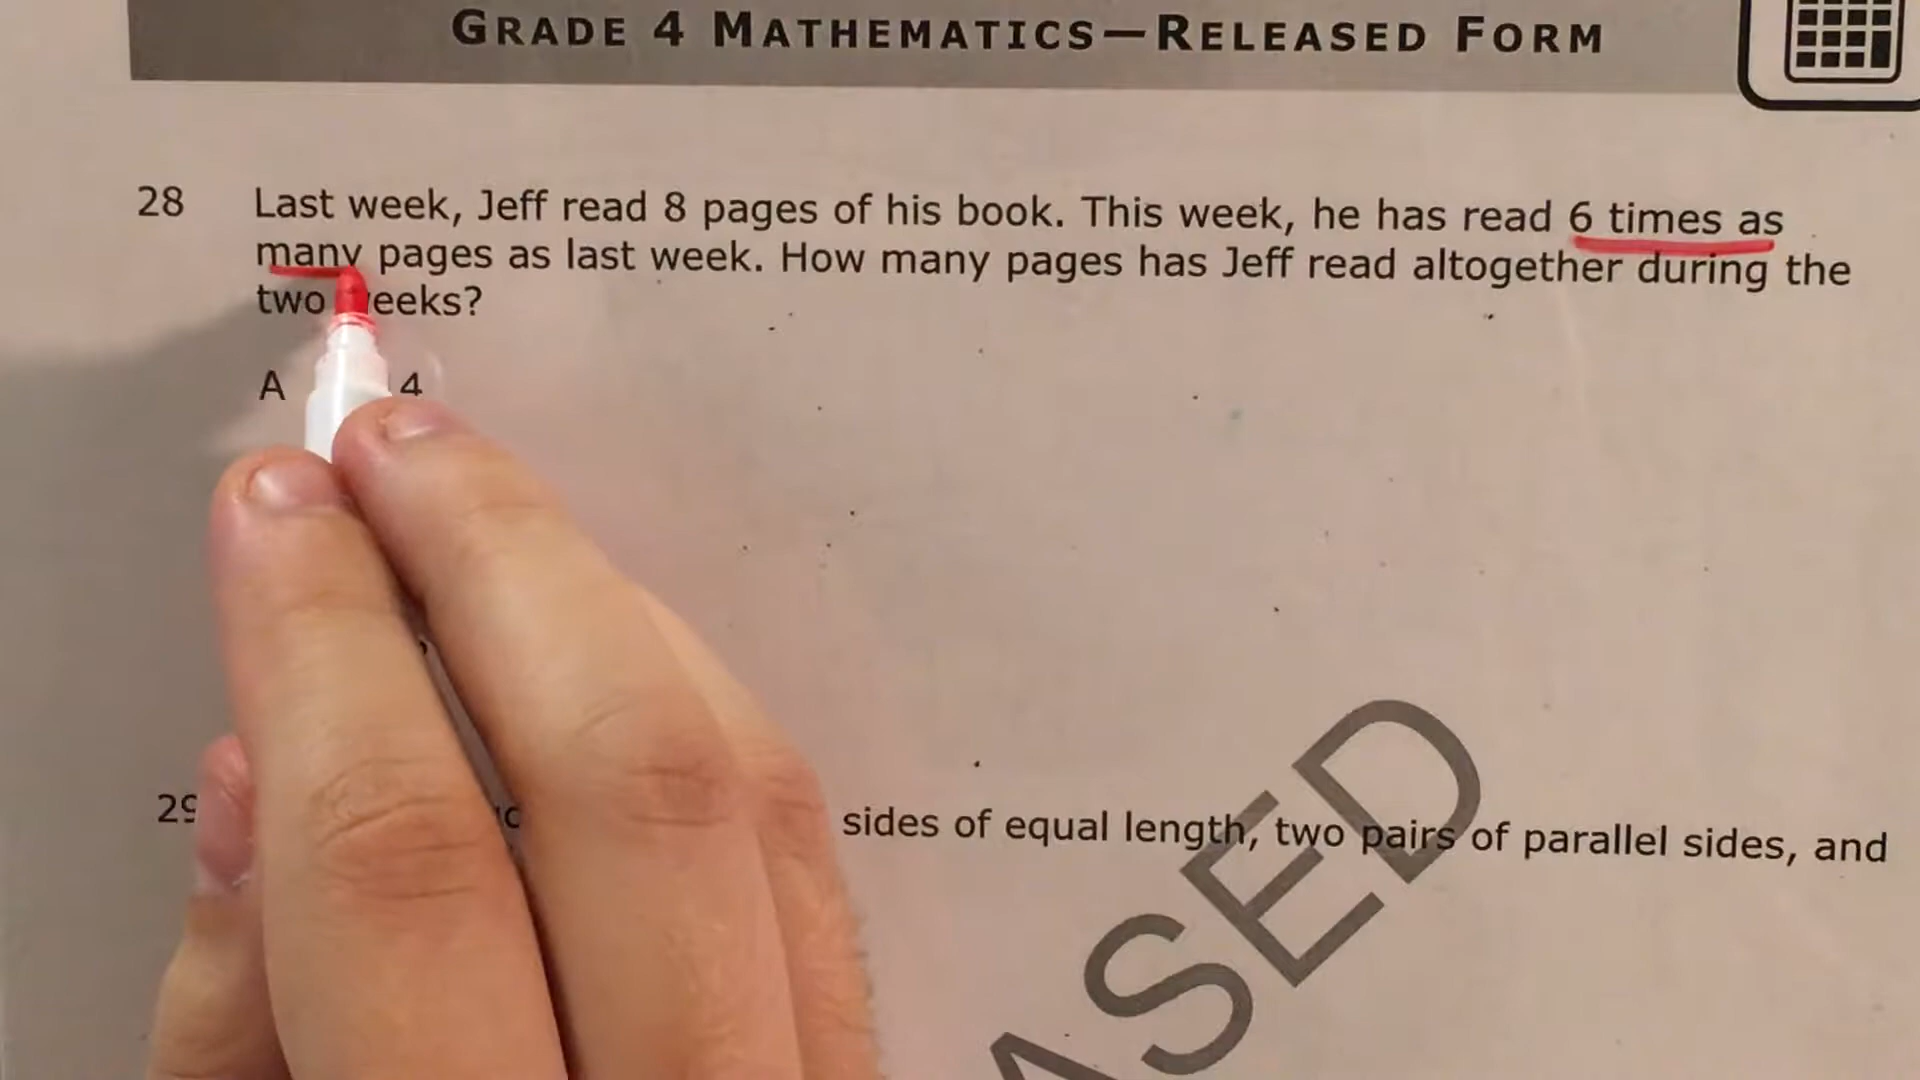 GRADE 4 MATHEMATICS—RELEASED FORM
28 Last week, Jeff read 8 pages of his book. This week, he has read 6 times as
many pages as last week. How many pages has Jeff read altogether during the
two weeks?
A 4
29
sides of equal length, two pairs of parallel sides, and
ASED